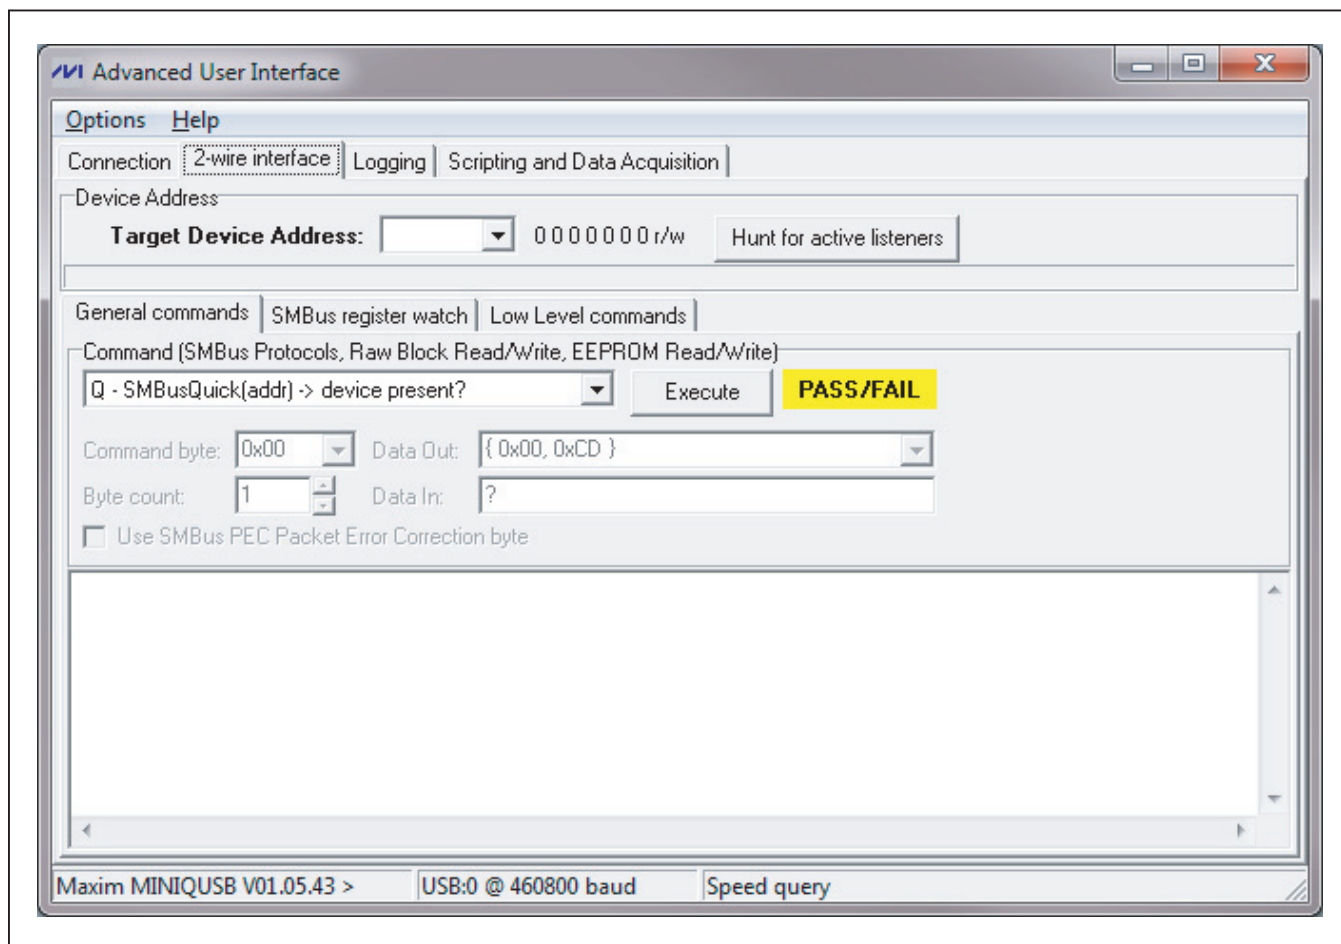 Advanced User Interface
Options Help
Connection 2-wire interface Logging Scripting and Data Acquisition
Device Address
Target Device Address: 0 0 0 0 0 0 0 r/w Hunt for active listeners
General commands SMBus register watch Low Level commands
Command (SMBus Protocols, Raw Block Read/Write, EEPROM Read/Write)
Q - SMBusQuick(addr) -> device present? Execute PASS/FAIL
Command byte: 0x00 Data Out: { 0x00, 0xCD }
Byte count: 1 Data In: ?
Use SMBus PEC Packet Error Correction byte
Maxim MINIQUSB V01.05.43 > USB:0 @ 460800 baud Speed query